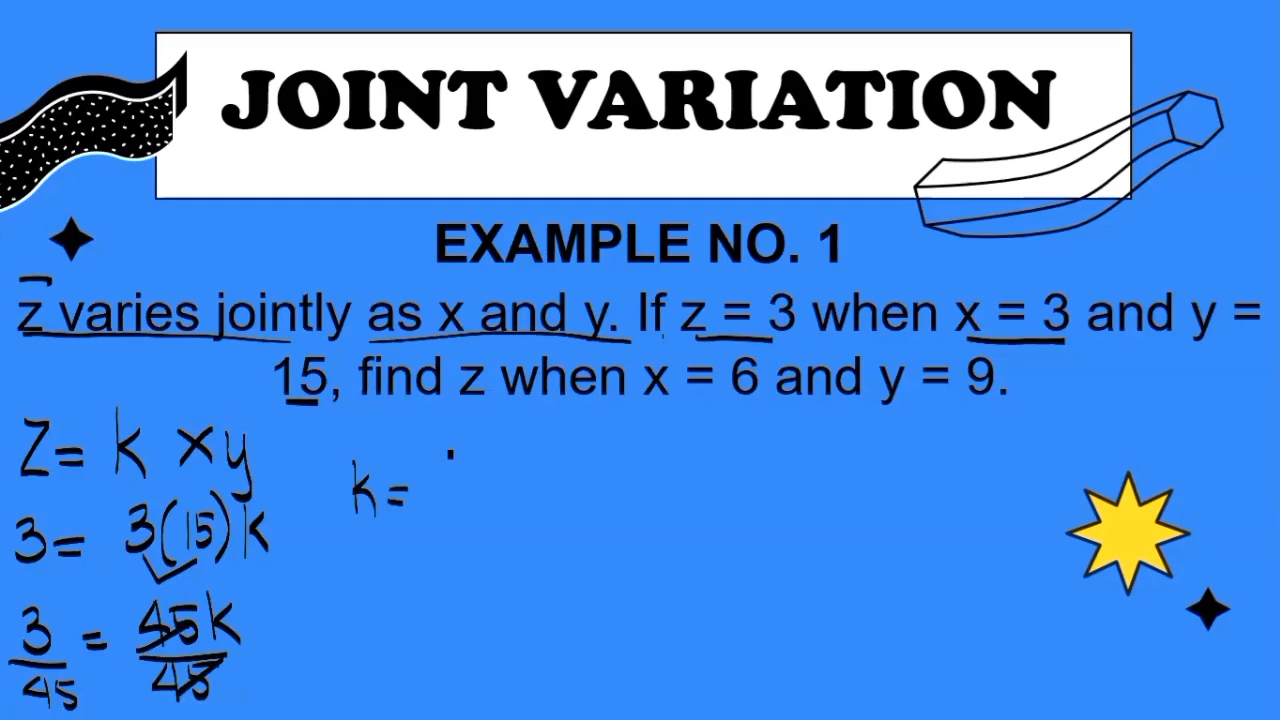 JOINT VARIATION
EXAMPLE NO. 1
z varies jointly as x and y. If z = 3 when x = 3 and y =
15, find z when x = 6 and y = 9.
Z = k xy
3 = 3(15)k
3/45 = 45k/45
k =